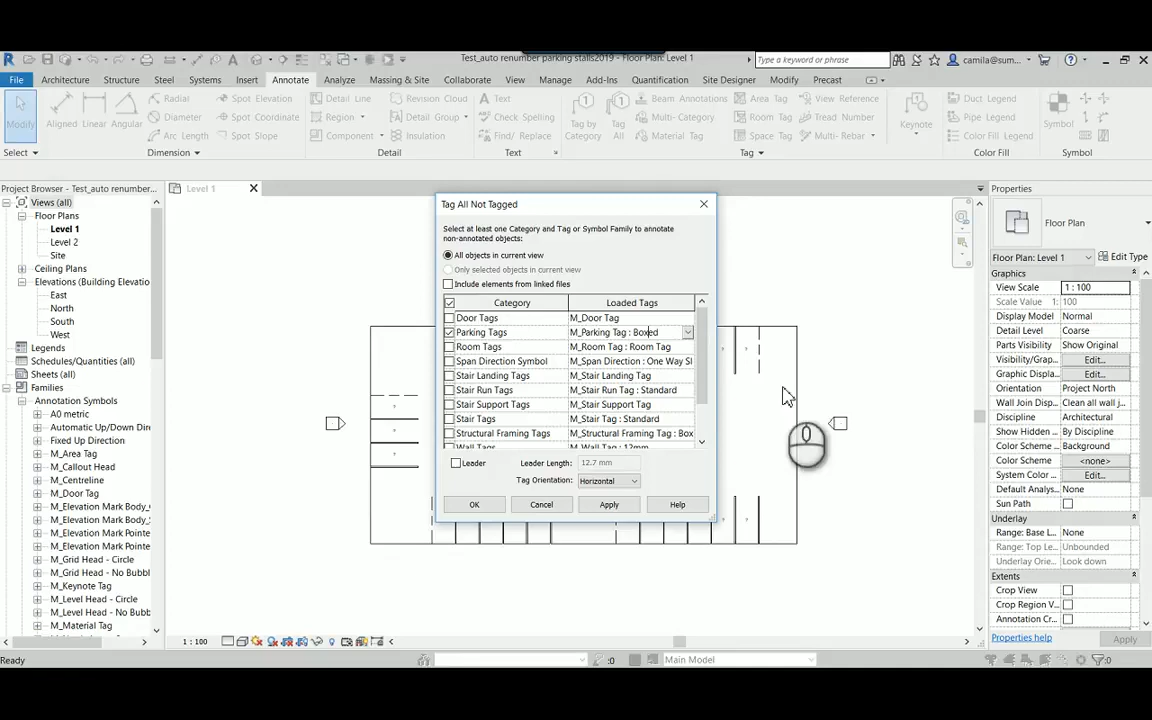 Test_auto renumber parking stalls2019 - Floor Plan: Level 1
Type a keyword or phrase
camila@sum...
File
Architecture
Structure
Steel
Systems
Insert
Annotate
Analyze
Massing & Site
Collaborate
View
Manage
Add-Ins
Quantification
Site Designer
Modify
Precast
Modify
Aligned
Linear
Angular
Radial
Diameter
Arc Length
Spot Elevation
Spot Coordinate
Spot Slope
Detail Line
Region
Component
Revision Cloud
Detail Group
Insulation
Text
Check Spelling
Find/ Replace
Tag by
Category
Tag
All
Beam Annotations
Multi- Category
Material Tag
Area Tag
Room Tag
Space Tag
View Reference
Tread Number
Multi- Rebar
Keynote
Duct Legend
Pipe Legend
Color Fill Legend
Symbol
Select
Dimension
Detail
Text
Tag
Color Fill
Symbol
Project Browser - Test_auto renumber...
Views (all)
Floor Plans
Level 1
Level 2
Site
Ceiling Plans
Elevations (Building Elevatio
East
North
South
West
Legends
Schedules/Quantities (all)
Sheets (all)
Families
Annotation Symbols
A0 metric
Automatic Up/Down Dire
Fixed Up Direction
M_Area Tag
M_Callout Head
M_Centreline
M_Door Tag
M_Elevation Mark Body_
M_Elevation Mark Body_
M_Elevation Mark Pointe
M_Elevation Mark Pointe
M_Grid Head - Circle
M_Grid Head - No Bubbl
M_Keynote Tag
M_Level Head - Circle
M_Level Head - No Bubb
M_Material Tag
Level 1
Tag All Not Tagged
Select at least one Category and Tag or Symbol Family to annotate
non-annotated objects:
All objects in current view
Only selected objects in current view
Include elements from linked files
Category
Loaded Tags
Door Tags
M_Door Tag
Parking Tags
M_Parking Tag : Boxed
Room Tags
M_Room Tag : Room Tag
Span Direction Symbol
M_Span Direction : One Way Sl
Stair Landing Tags
M_Stair Landing Tag
Stair Run Tags
M_Stair Run Tag : Standard
Stair Support Tags
M_Stair Support Tag
Stair Tags
M_Stair Tag : Standard
Structural Framing Tags
M_Structural Framing Tag : Box
Wall Tags
M_Wall Tag : 12mm
Leader
Leader Length:
12.7 mm
Tag Orientation:
Horizontal
OK
Cancel
Apply
Help
Properties
Floor Plan
Floor Plan: Level 1
Edit Type
Graphics
View Scale
1 : 100
Scale Value 1:
100
Display Model
Normal
Detail Level
Coarse
Parts Visibility
Show Original
Visibility/Grap...
Edit...
Graphic Displa...
Edit...
Orientation
Project North
Wall Join Disp...
Clean all wall j...
Discipline
Architectural
Show Hidden ...
By Discipline
Color Scheme ...
Background
Color Scheme
<none>
System Color ...
Edit...
Default Analys...
None
Sun Path
Underlay
Range: Base L...
None
Range: Top Le...
Unbounded
Underlay Orie...
Look down
Extents
Crop View
Crop Region V...
Annotation Cr...
Properties help
Apply
1 : 100
Ready
:0
Main Model
:0